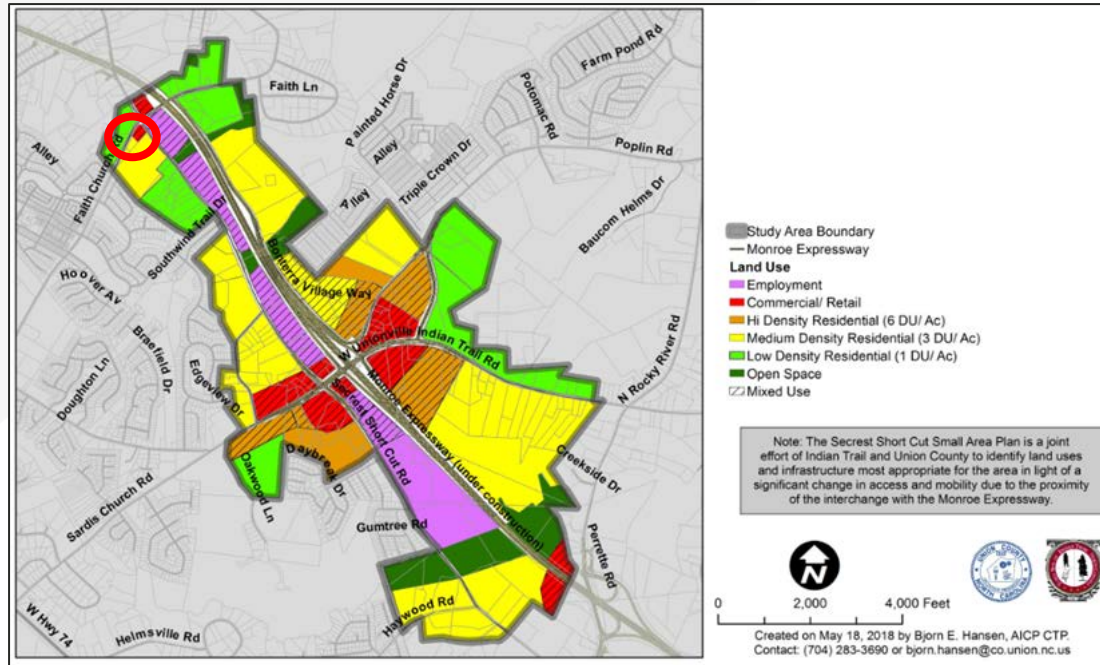 Faith Ln
Farm Pond Rd
Painted Horse Dr
Potomac Rd
Alley
Poplin Rd
Triple Crown Dr
Alley
Faith Church Rd
Alley
Baucom Helms Dr
Southwind Trail Dr
Hoover Av
Bonterra Village Way
Braefield Dr
W Unionville Indian Trail Rd
N Rocky River Rd
Doughton Ln
Edgeview Dr
Secrest Short Cut Rd
Monroe Expressway (under construction)
Creekside Dr
Oakwood Ln
Daybreak Dr
Sardis Church Rd
Gumtree Rd
Perrette Rd
Haywood Rd
W Hwy 74
Helmsville Rd
Study Area Boundary
Monroe Expressway
Land Use
Employment
Commercial/ Retail
Hi Density Residential (6 DU/ Ac)
Medium Density Residential (3 DU/ Ac)
Low Density Residential (1 DU/ Ac)
Open Space
Mixed Use
Note: The Secrest Short Cut Small Area Plan is a joint
effort of Indian Trail and Union County to identify land uses
and infrastructure most appropriate for the area in light of a
significant change in access and mobility due to the proximity
of the interchange with the Monroe Expressway.
N
0 2,000 4,000 Feet
Created on May 18, 2018 by Bjorn E. Hansen, AICP CTP.
Contact: (704) 283-3690 or bjorn.hansen@co.union.nc.us